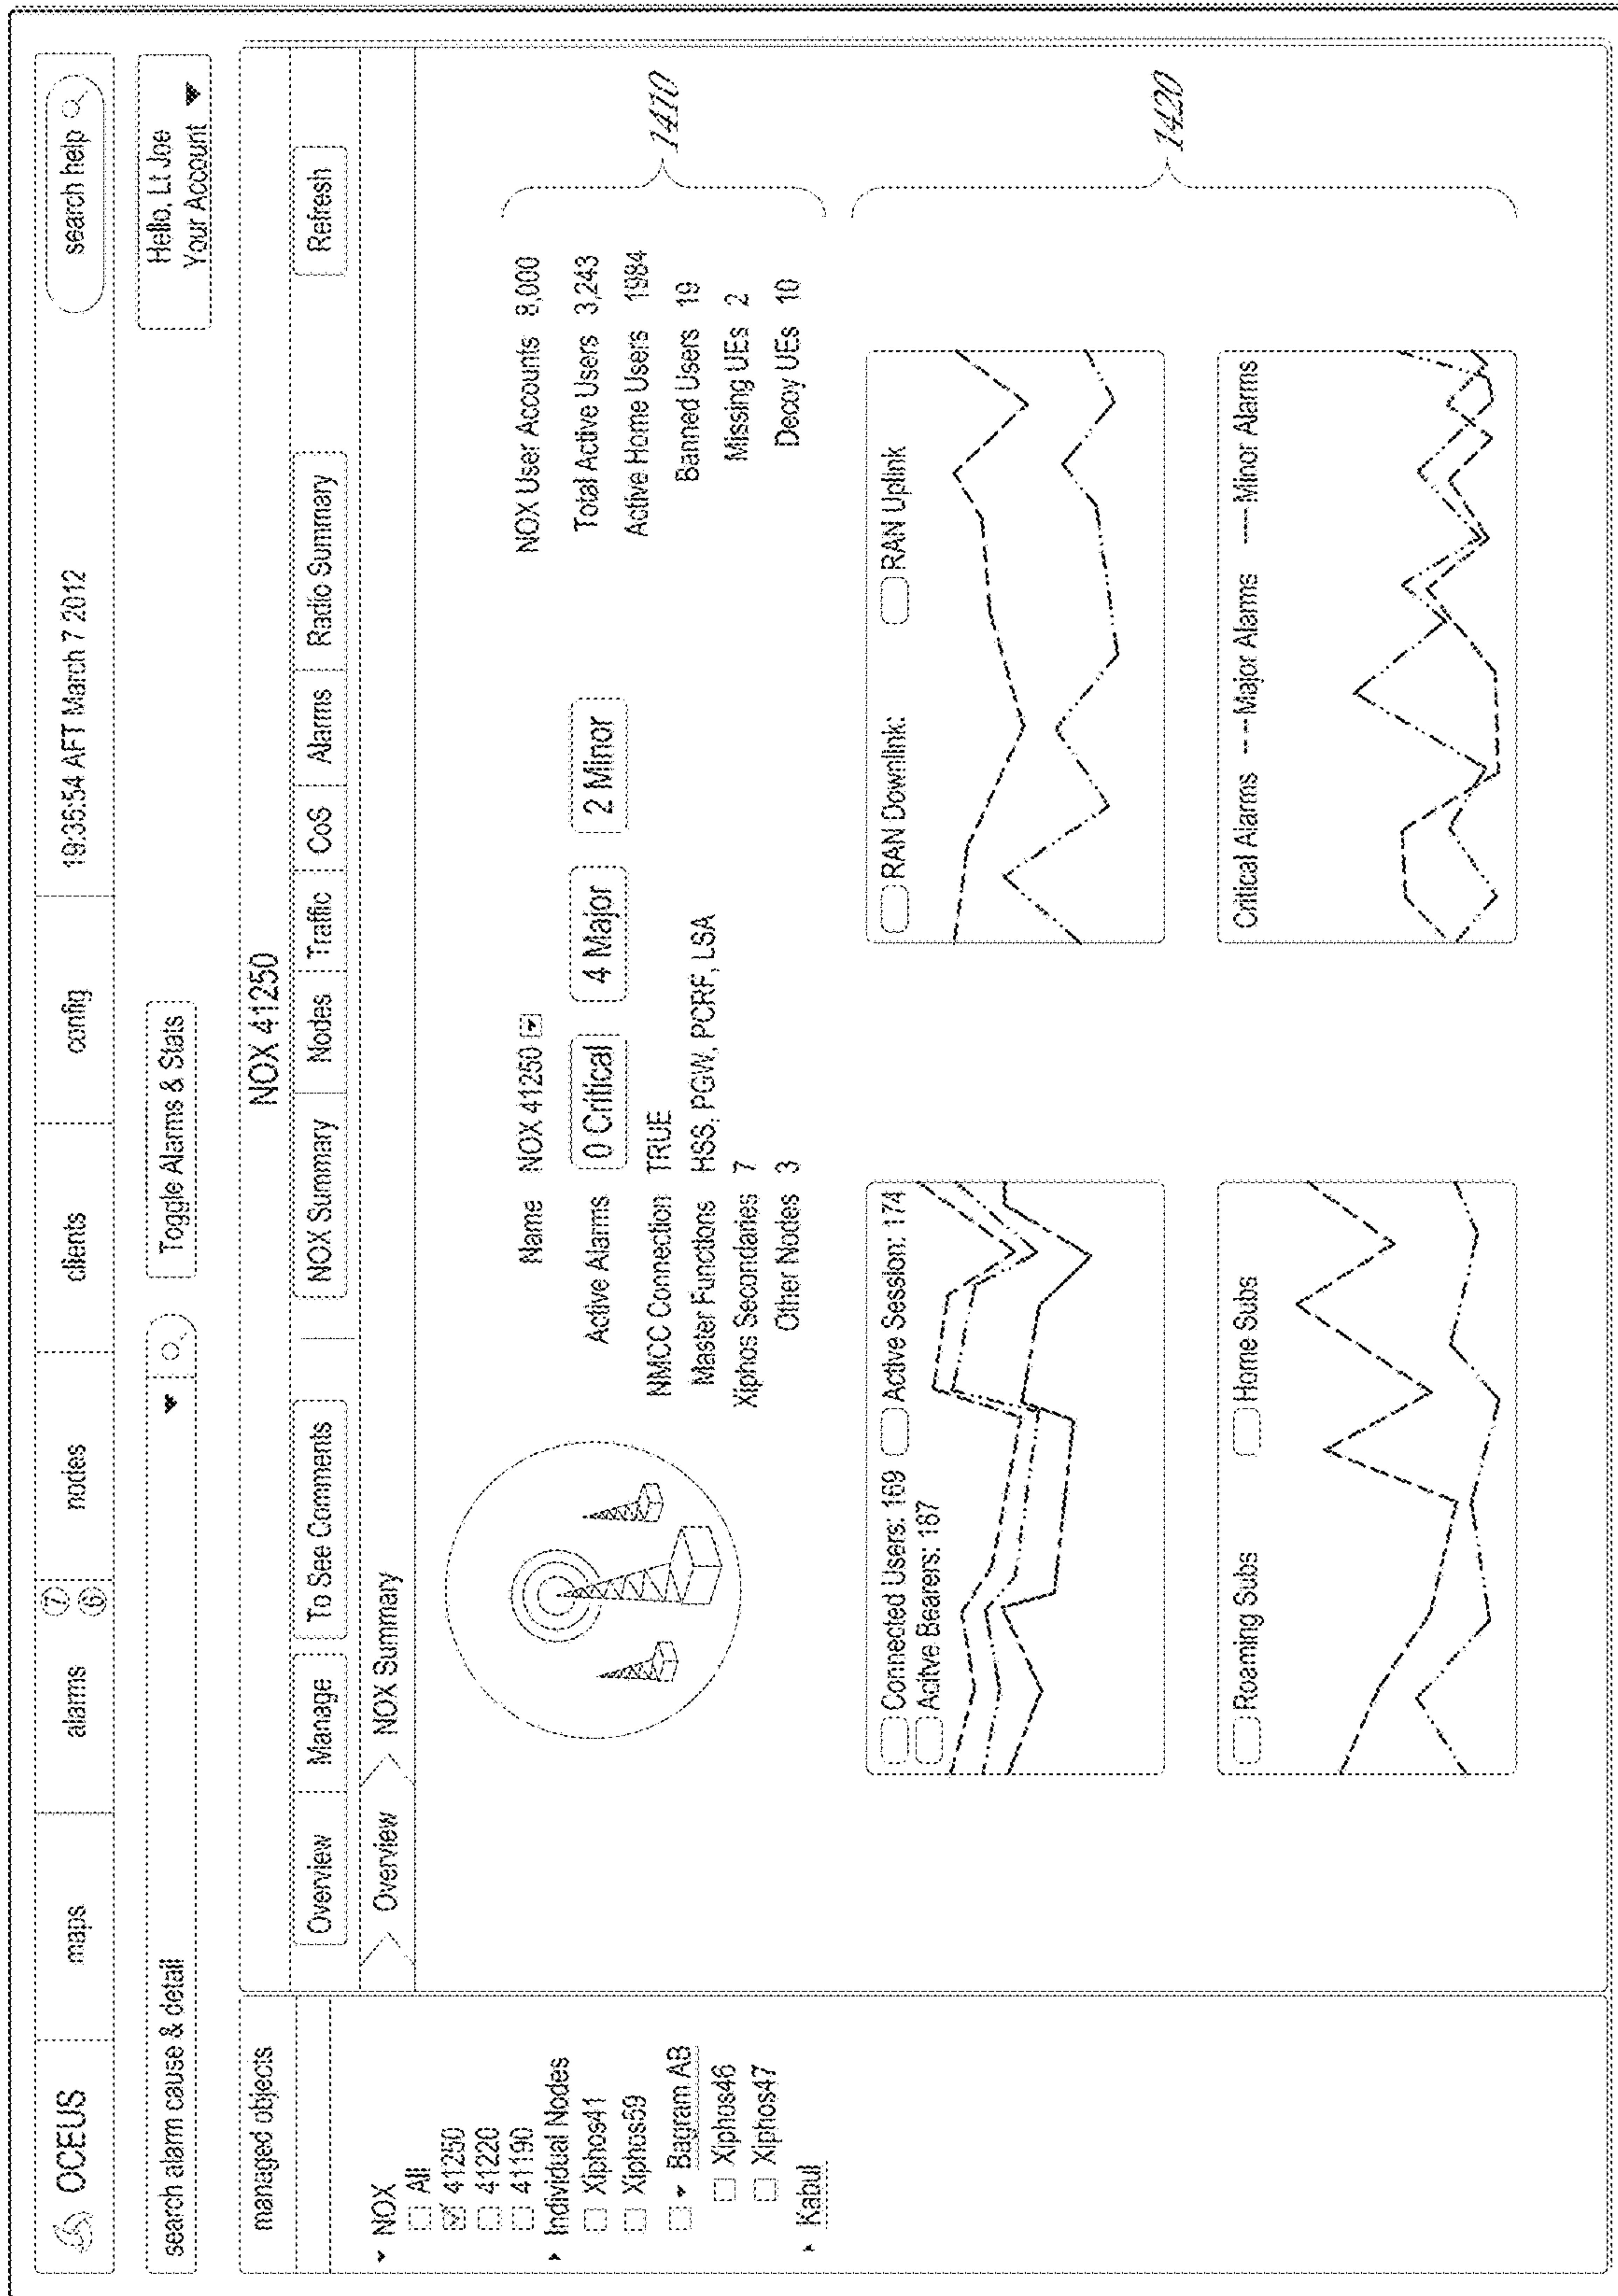 OCEUS maps alarms 7 6 nodes clients config 19:35:54 AFT March 7 2012 search help
search alarm cause & detail Toggle Alarms & Stats Hello, Lt Joe
Your Account
managed objects
NOX
All
41250
41220
41190
Individual Nodes
Xiphos41
Xiphos59
Bagram AB
Xiphos46
Xiphos47
Kabul
NOX 41250
Overview Manage To See Comments NOX Summary Nodes Traffic CoS Alarms Radio Summary Refresh
Overview NOX Summary
Name NOX 41250
Active Alarms 0 Critical 4 Major 2 Minor
NMCC Connection TRUE
Master Functions HSS, PGW, PCRF, LSA
Xiphos Secondaries 7
Other Nodes 3
NOX User Accounts 8,000
Total Active Users 3,243
Active Home Users 1984
Banned Users 19
Missing UEs 2
Decoy UEs 10
1410
Connected Users: 169 Active Session: 174
Acitve Bearers: 187
RAN Downlink: RAN Uplink
Roaming Subs Home Subs
Critical Alarms ----Major Alarms ----Minor Alarms
1420